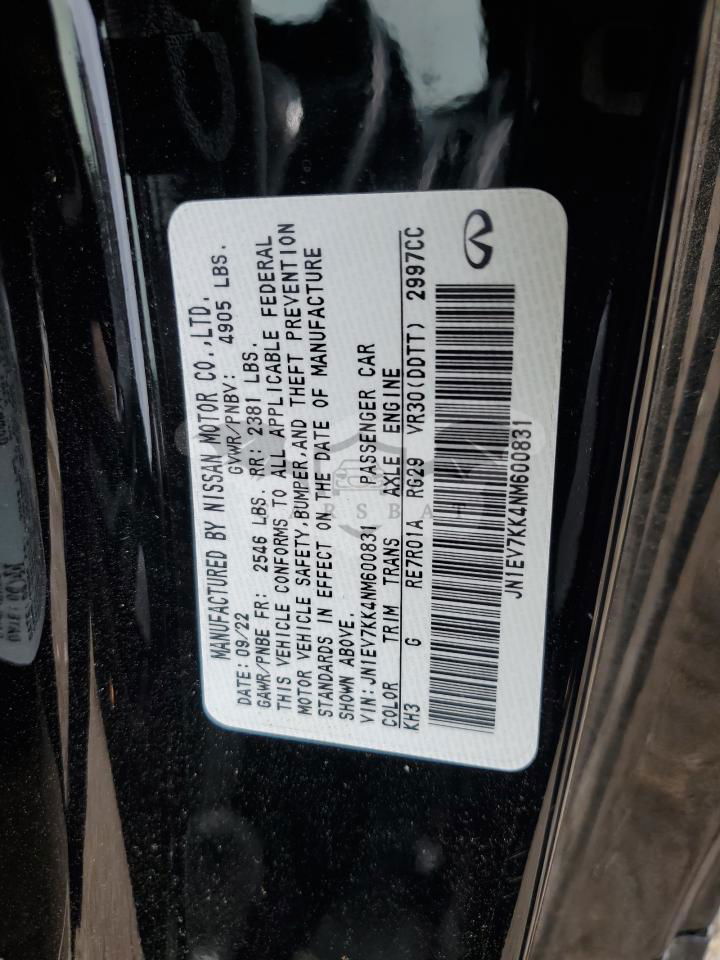 MANUFACTURED BY NISSAN MOTOR CO.,LTD.
DATE: 09/22 GVWR/PNBV: 4905 LBS.
GAWR/PNBE FR: 2546 LBS. RR: 2381 LBS.
THIS VEHICLE CONFORMS TO ALL APPLICABLE FEDERAL
MOTOR VEHICLE SAFETY,BUMPER,AND THEFT PREVENTION
STANDARDS IN EFFECT ON THE DATE OF MANUFACTURE
SHOWN ABOVE.
VIN:JN1EV7KK4NM600831 PASSENGER CAR
COLOR TRIM TRANS AXLE ENGINE
KH3 G RE7R01A RG29 VR30(DDTT) 2997CC
JN1EV7KK4NM600831
CARSBAT